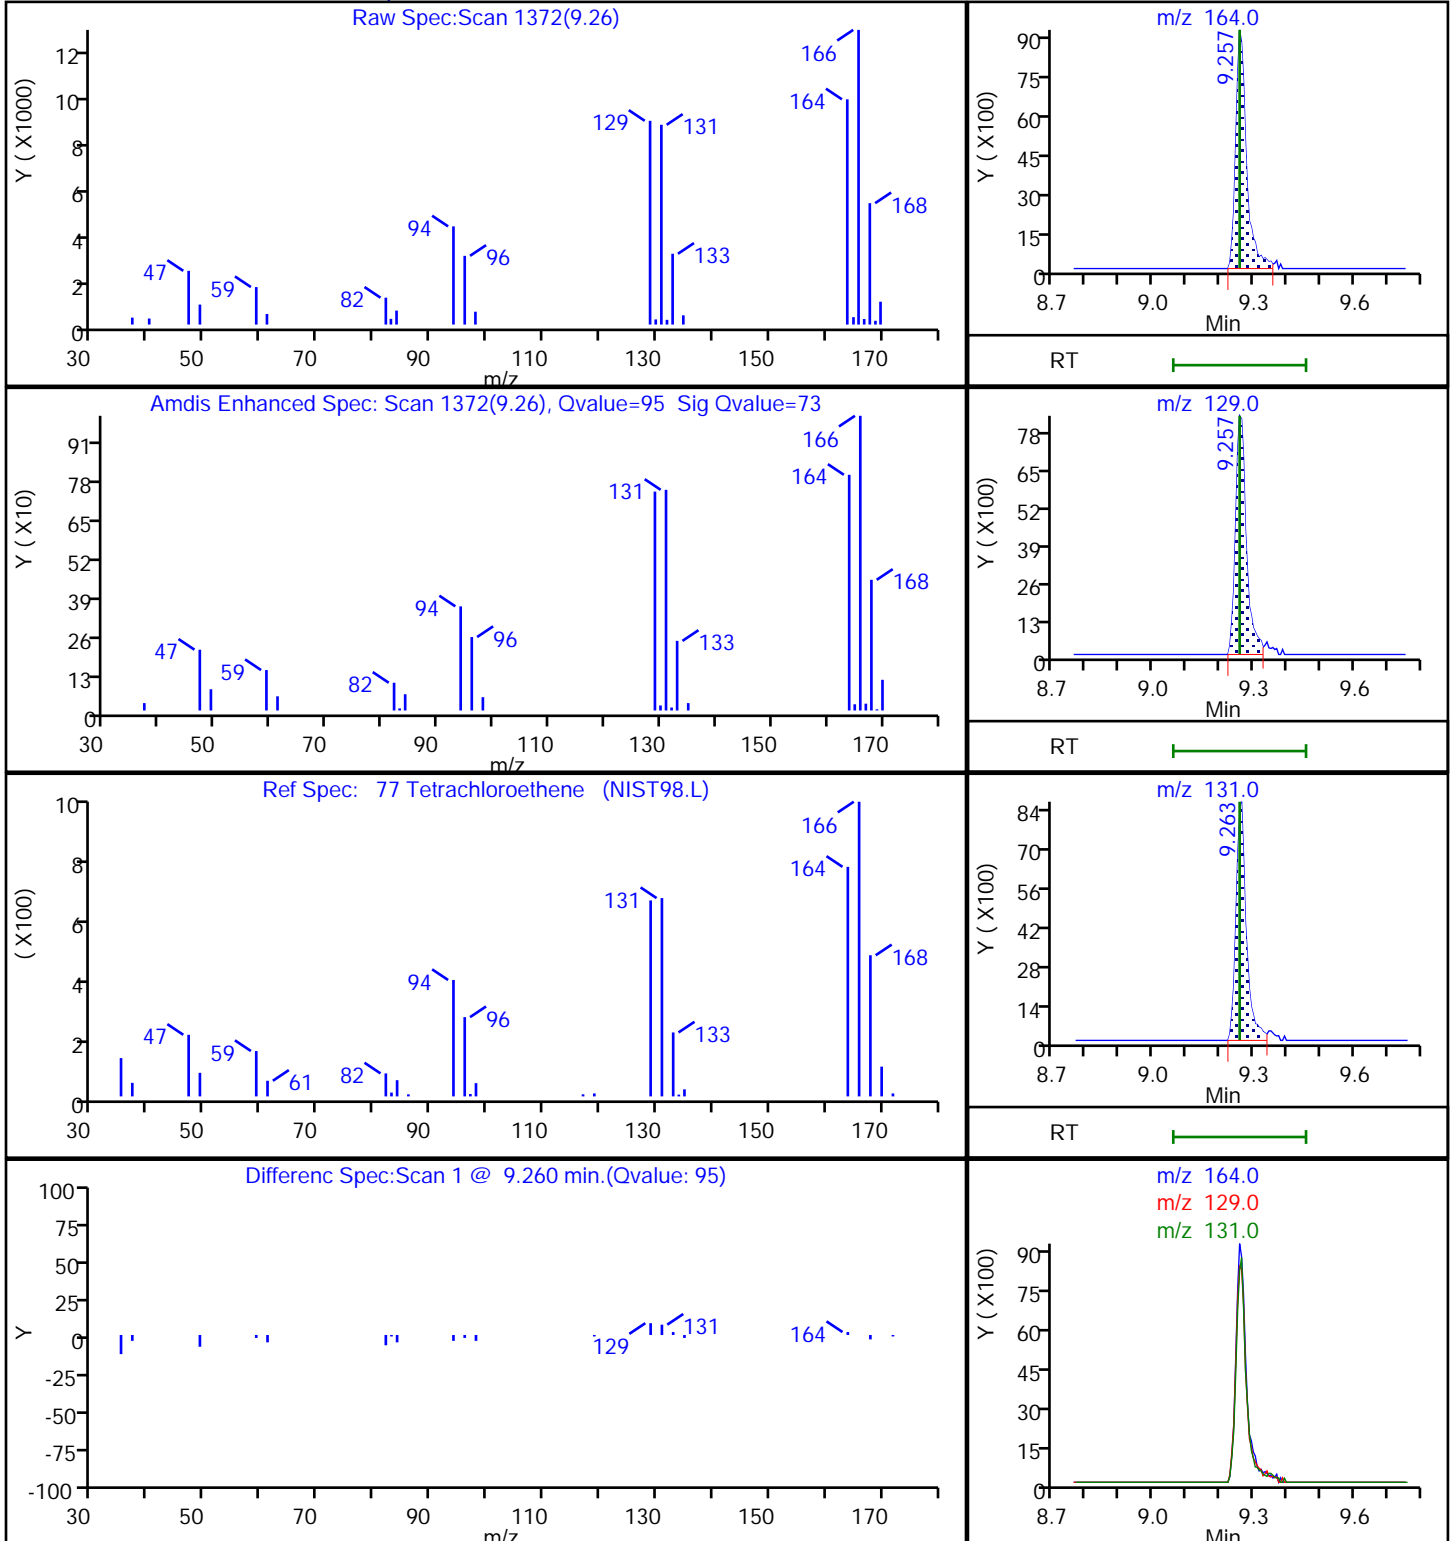 Raw Spec:Scan 1372(9.26)
Y ( X1000)
12
10
8
6
4
2
0
47
59
82
94
96
129
131
133
164
166
168
30 50 70 90 110 130 150 170
m/z
m/z 164.0
Y ( X100)
90
75
60
45
30
15
0
9.257
8.7 9.0 9.3 9.6
Min
RT
Amdis Enhanced Spec: Scan 1372(9.26), Qvalue=95 Sig Qvalue=73
Y ( X10)
91
78
65
52
39
26
13
0
47
59
82
94
96
131
133
164
166
168
30 50 70 90 110 130 150 170
m/z
m/z 129.0
Y ( X100)
78
65
52
39
26
13
0
9.257
8.7 9.0 9.3 9.6
Min
RT
Ref Spec: 77 Tetrachloroethene (NIST98.L)
( X100)
10
8
6
4
2
0
47
59
61
82
94
96
131
133
164
166
168
30 50 70 90 110 130 150 170
m/z 131.0
Y ( X100)
84
70
56
42
28
14
0
9.263
8.7 9.0 9.3 9.6
Min
RT
Differenc Spec:Scan 1 @ 9.260 min.(Qvalue: 95)
Y
100
75
50
25
0
-25
-50
-75
-100
129
131
164
30 50 70 90 110 130 150 170
m/z
m/z 164.0
m/z 129.0
m/z 131.0
Y ( X100)
90
75
60
45
30
15
0
8.7 9.0 9.3 9.6
Min